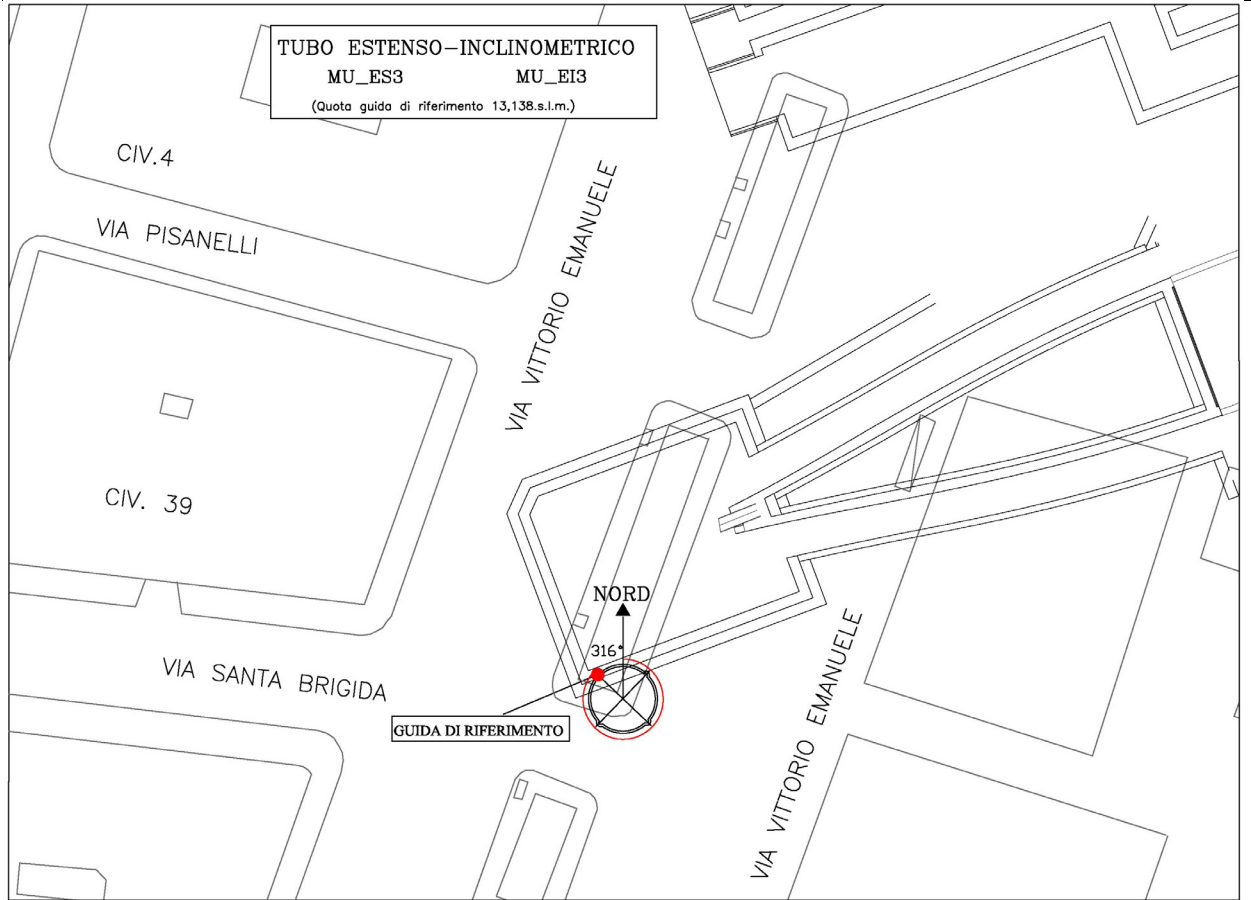 TUBO ESTENSO-INCLINOMETRICO
MU_ES3 MU_EI3
(Quota guida di riferimento 13,138.s.l.m.)
CIV.4
VIA PISANELLI
VIA VITTORIO EMANUELE
CIV. 39
NORD
316°
VIA SANTA BRIGIDA
GUIDA DI RIFERIMENTO
VIA VITTORIO EMANUELE